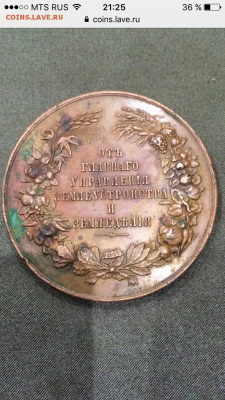 COINS.LAVE.RU
MTS RUS 21:25 36 %
coins.lave.ru
ОТЪ
ГЛАВНАГО
УПРАВЛЕНІЯ
ЗЕМЛЕУСТРОЙСТВА
И
ЗЕМЛЕДѢЛІЯ